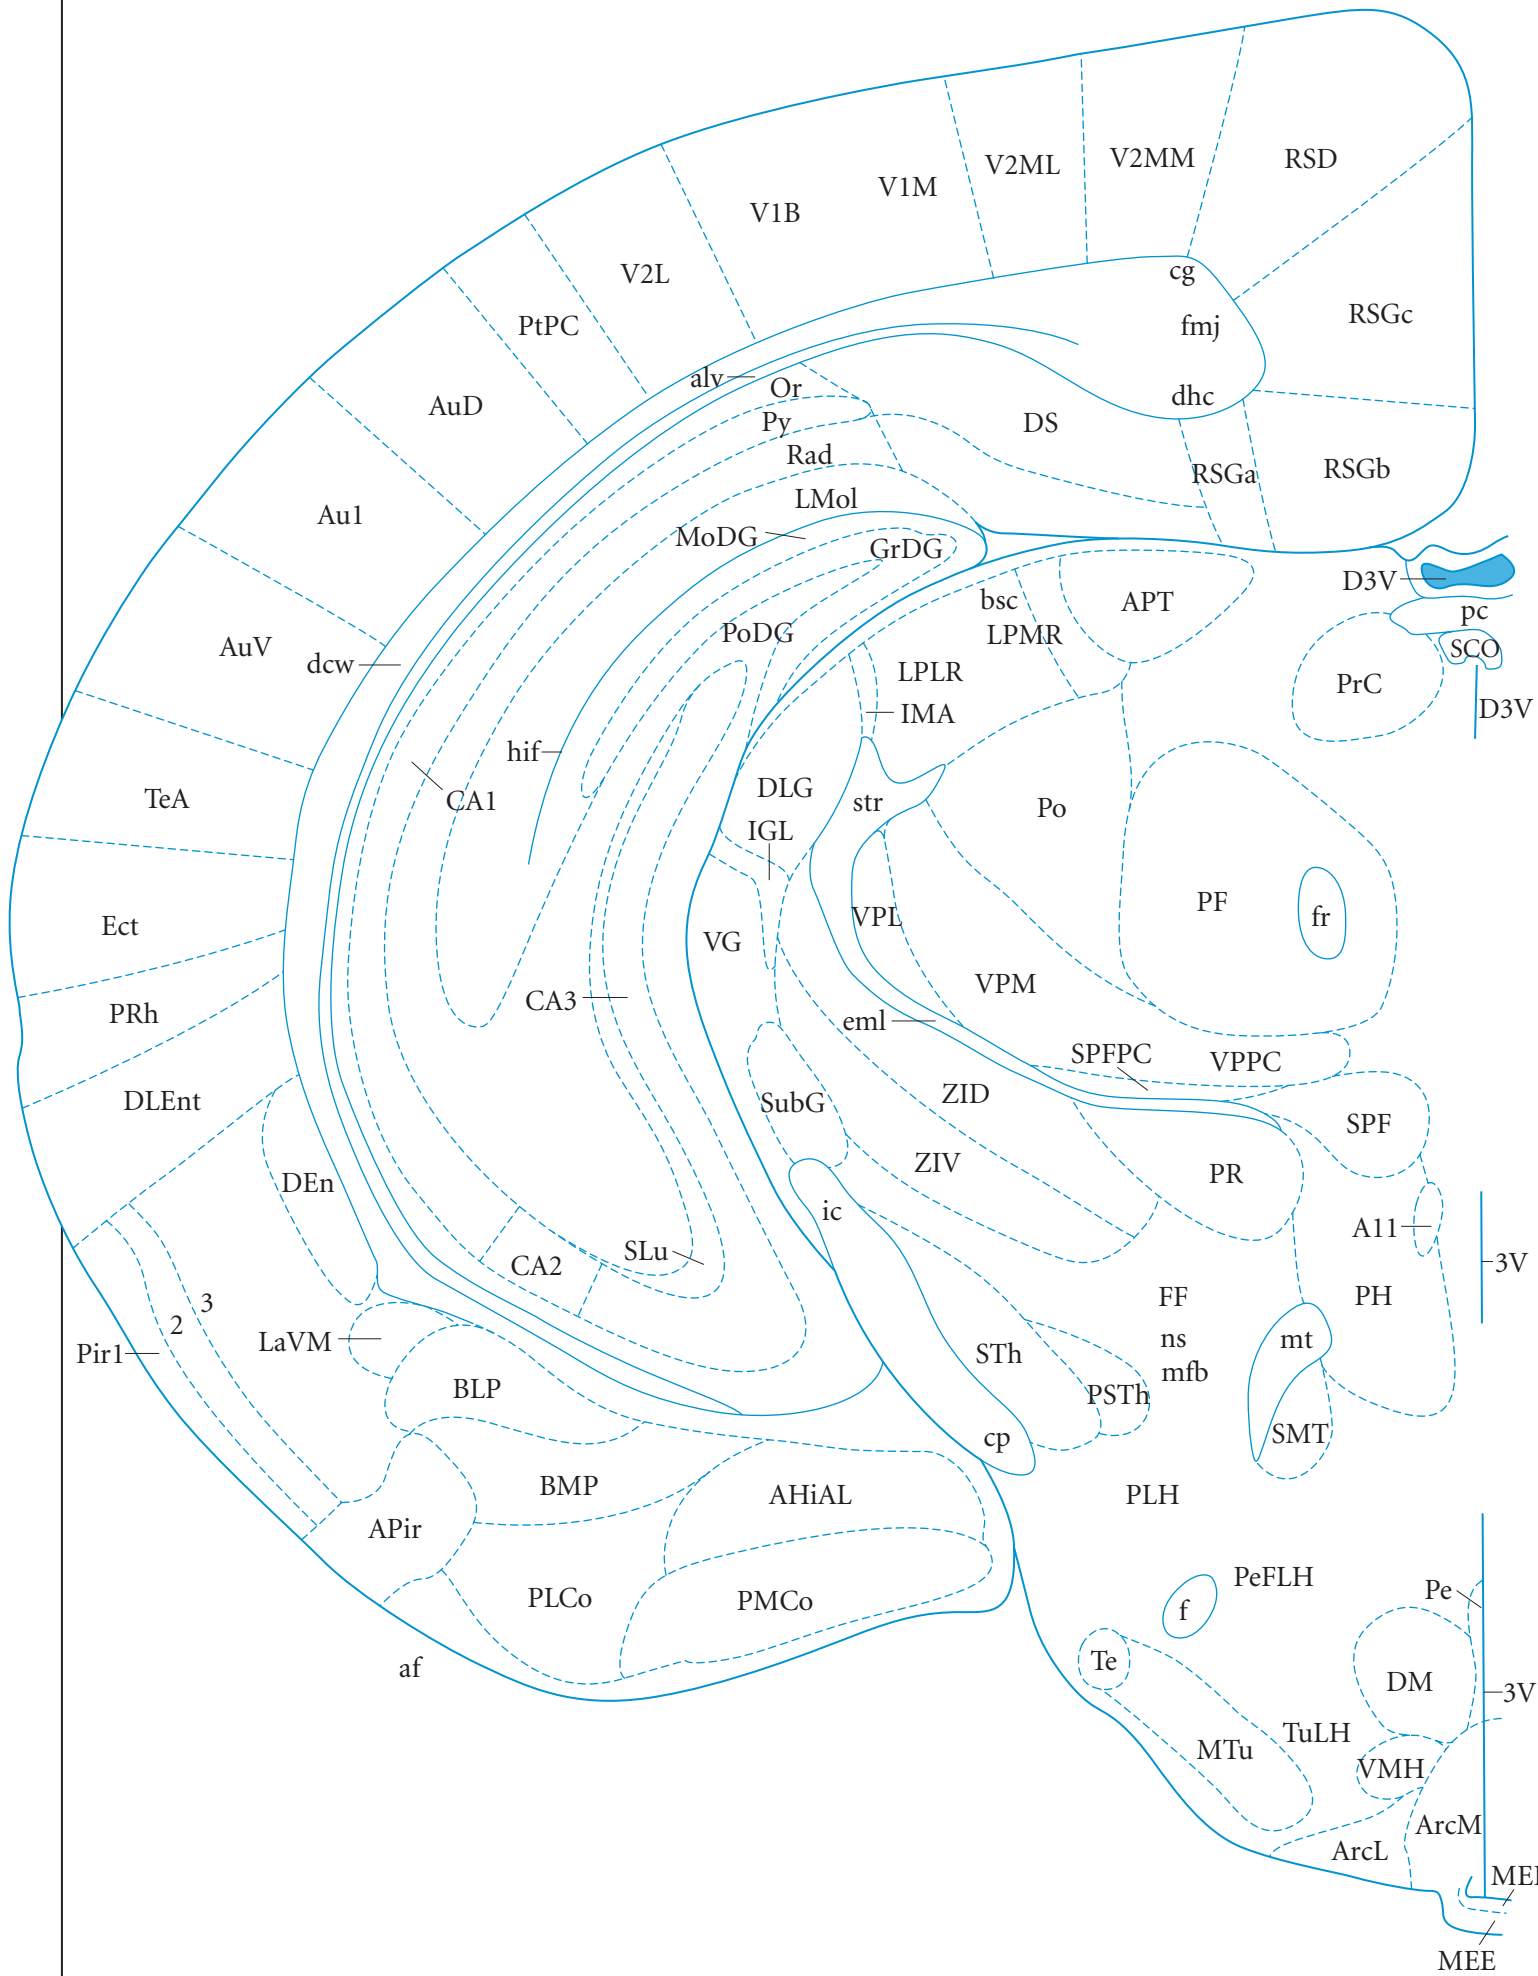 V2ML
V2MM
RSD
V1M
V1B
V2L
cg
PtPC
fmj
RSGc
alv
Or
dhc
AuD
Py
DS
Rad
RSGa
RSGb
LMol
Au1
MoDG
GrDG
D3V
bsc
APT
pc
PoDG
LPMR
SCO
AuV
dcw
LPLR
PrC
IMA
D3V
hif
DLG
TeA
CA1
str
Po
IGL
PF
fr
Ect
VPL
VG
VPM
CA3
PRh
eml
SPFPC
VPPC
DLEnt
SubG
ZID
SPF
ZIV
PR
DEn
ic
A11
SLu
CA2
3V
FF
PH
3
2
ns
mt
LaVM
Pir1
STh
mfb
BLP
PSTh
cp
SMT
BMP
AHiAL
PLH
APir
PeFLH
Pe
PLCo
PMCo
f
af
Te
DM
3V
TuLH
MTu
VMH
ArcM
ArcL
MEE